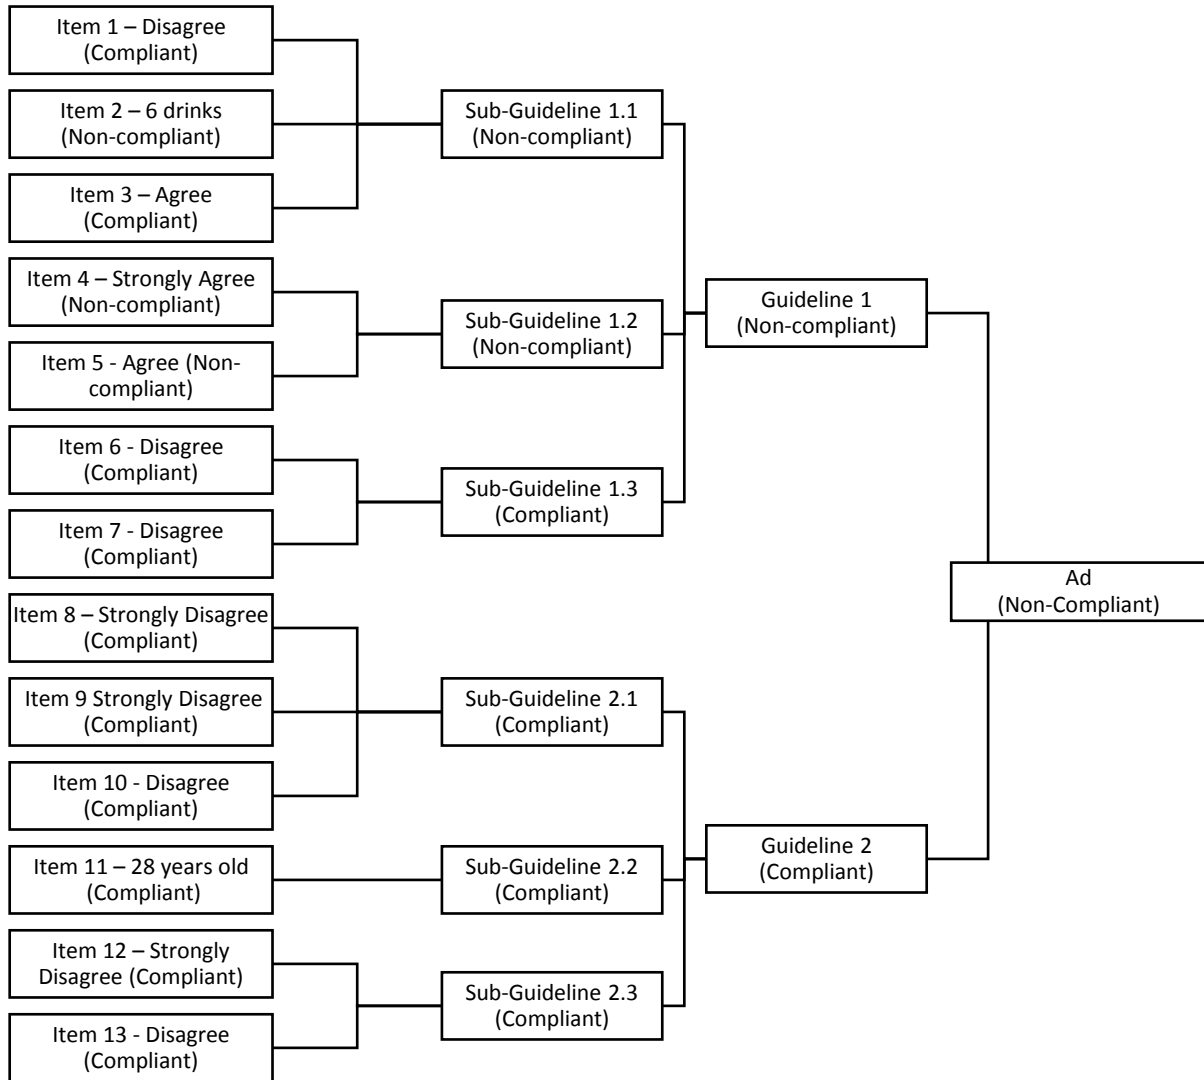 Item 1 – Disagree
(Compliant)
Item 2 – 6 drinks
(Non-compliant)
Item 3 – Agree
(Compliant)
Item 4 – Strongly Agree
(Non-compliant)
Item 5 - Agree (Non-
compliant)
Item 6 - Disagree
(Compliant)
Item 7 - Disagree
(Compliant)
Item 8 – Strongly Disagree
(Compliant)
Item 9 Strongly Disagree
(Compliant)
Item 10 - Disagree
(Compliant)
Item 11 – 28 years old
(Compliant)
Item 12 – Strongly
Disagree (Compliant)
Item 13 - Disagree
(Compliant)
Sub-Guideline 1.1
(Non-compliant)
Sub-Guideline 1.2
(Non-compliant)
Sub-Guideline 1.3
(Compliant)
Sub-Guideline 2.1
(Compliant)
Sub-Guideline 2.2
(Compliant)
Sub-Guideline 2.3
(Compliant)
Guideline 1
(Non-compliant)
Guideline 2
(Compliant)
Ad
(Non-Compliant)